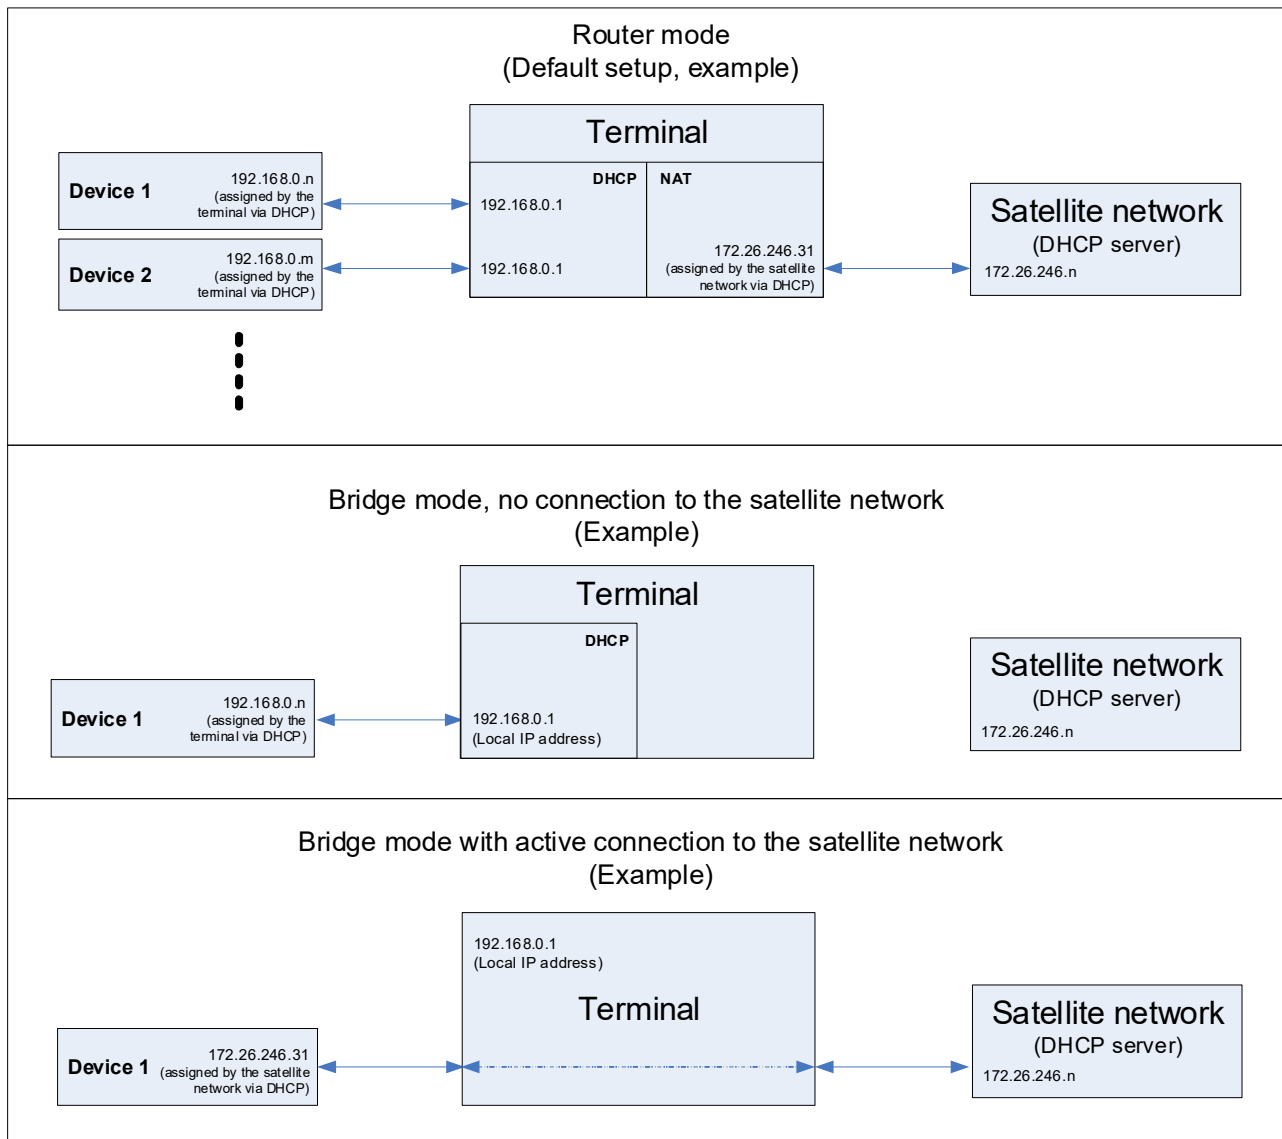 Router mode
(Default setup, example)
Terminal
DHCP
NAT
Device 1
192.168.0.n
(assigned by the
terminal via DHCP)
192.168.0.1
Device 2
192.168.0.m
(assigned by the
terminal via DHCP)
192.168.0.1
172.26.246.31
(assigned by the satellite
network via DHCP)
Satellite network
(DHCP server)
172.26.246.n
Bridge mode, no connection to the satellite network
(Example)
Terminal
DHCP
Device 1
192.168.0.n
(assigned by the
terminal via DHCP)
192.168.0.1
(Local IP address)
Satellite network
(DHCP server)
172.26.246.n
Bridge mode with active connection to the satellite network
(Example)
192.168.0.1
(Local IP address)
Terminal
Device 1
172.26.246.31
(assigned by the satellite
network via DHCP)
Satellite network
(DHCP server)
172.26.246.n